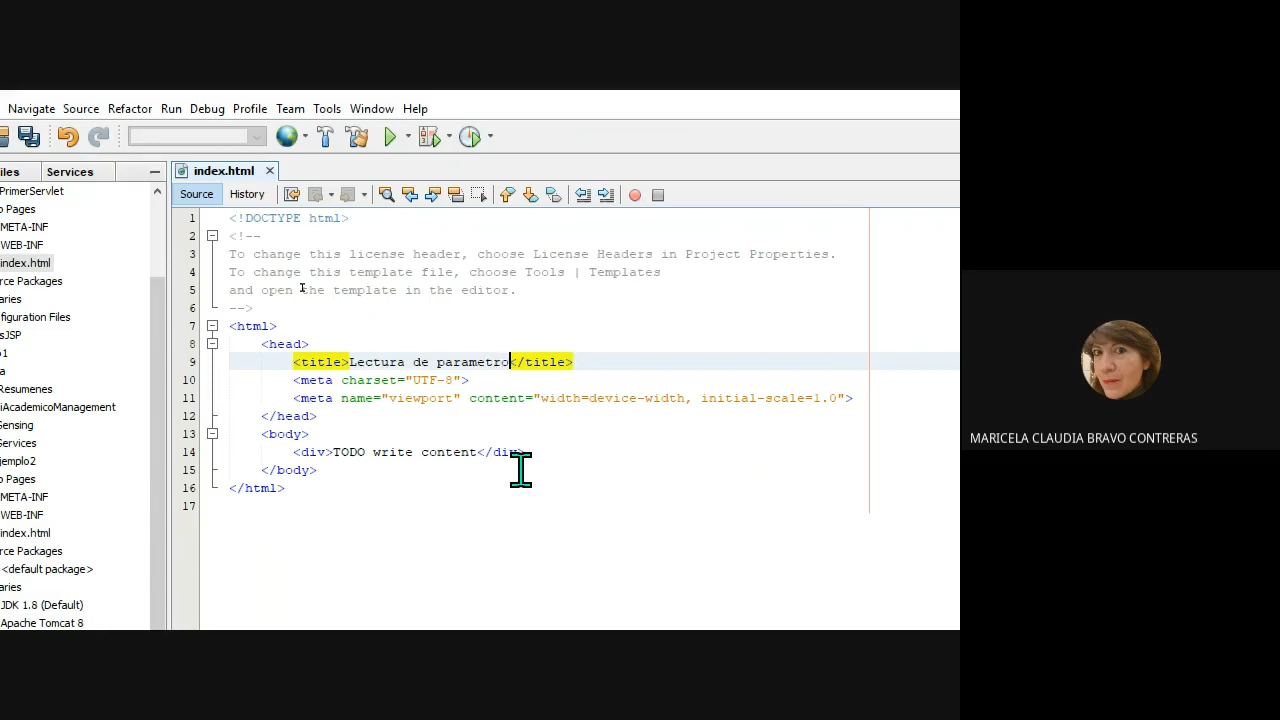 Navigate Source Refactor Run Debug Profile Team Tools Window Help
iles Services index.html
Source History
PrimerServlet
b Pages
META-INF
WEB-INF
index.html
rce Packages
aries
nfiguration Files
sJSP
o1
a
Resumenes
iAcademicoManagement
Sensing
Services
jemplo2
b Pages
META-INF
WEB-INF
index.html
rce Packages
<default package>
aries
JDK 1.8 (Default)
Apache Tomcat 8
1 <!DOCTYPE html>
2 <!--
3 To change this license header, choose License Headers in Project Properties.
4 To change this template file, choose Tools | Templates
5 and open the template in the editor.
6 -->
7 <html>
8 <head>
9 <title>Lectura de parametro</title>
10 <meta charset="UTF-8">
11 <meta name="viewport" content="width=device-width, initial-scale=1.0">
12 </head>
13 <body>
14 <div>TODO write content</div>
15 </body>
16 </html>
17
MARICELA CLAUDIA BRAVO CONTRERAS